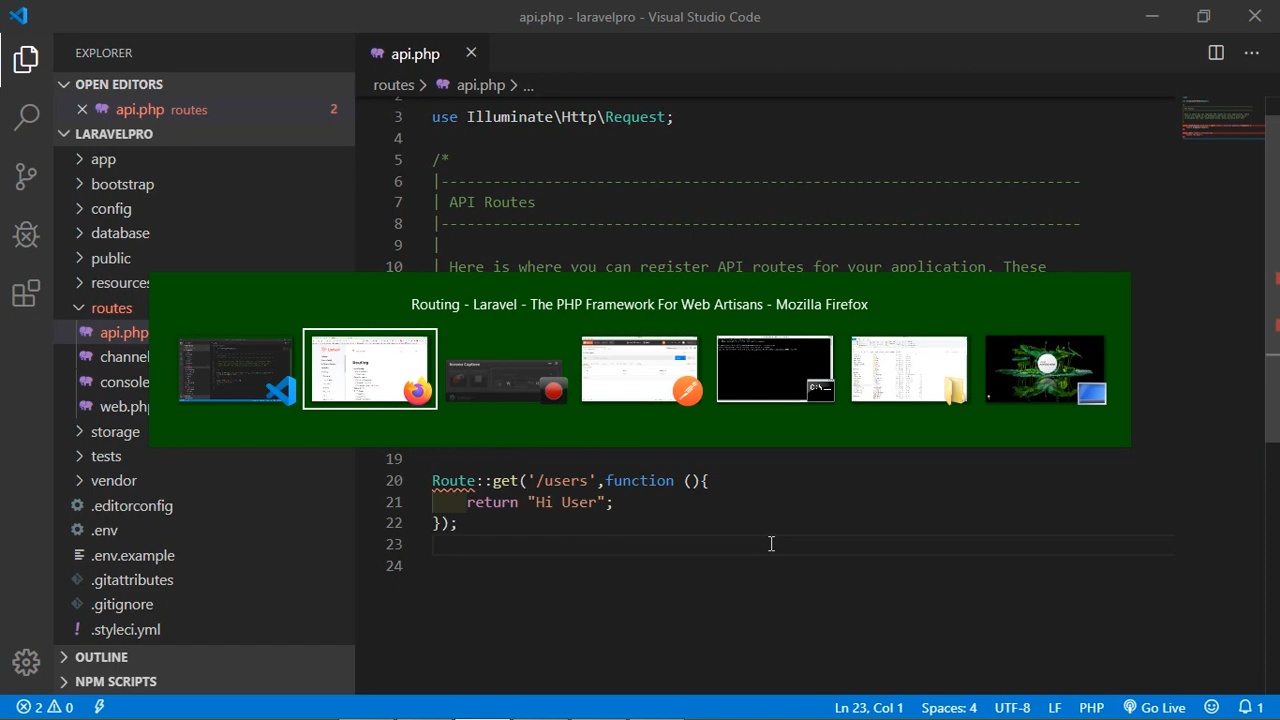 api.php - laravelpro - Visual Studio Code
EXPLORER
OPEN EDITORS
api.php routes 2
LARAVELPRO
app
bootstrap
config
database
public
resources
routes
api.php
channel
console
web.php
storage
tests
vendor
.editorconfig
.env
.env.example
.gitattributes
.gitignore
.styleci.yml
OUTLINE
NPM SCRIPTS
api.php
routes > api.php > ...
2
3 use Illuminate\Http\Request;
4
5 /*
6 |--------------------------------------------------------------------------
7 | API Routes
8 |--------------------------------------------------------------------------
9 |
10 | Here is where you can register API routes for your application. These
Routing - Laravel - The PHP Framework For Web Artisans - Mozilla Firefox
19
20 Route::get('/users',function (){
21 return "Hi User";
22 });
23
24
2 0
Ln 23, Col 1
Spaces: 4
UTF-8
LF
PHP
Go Live
1